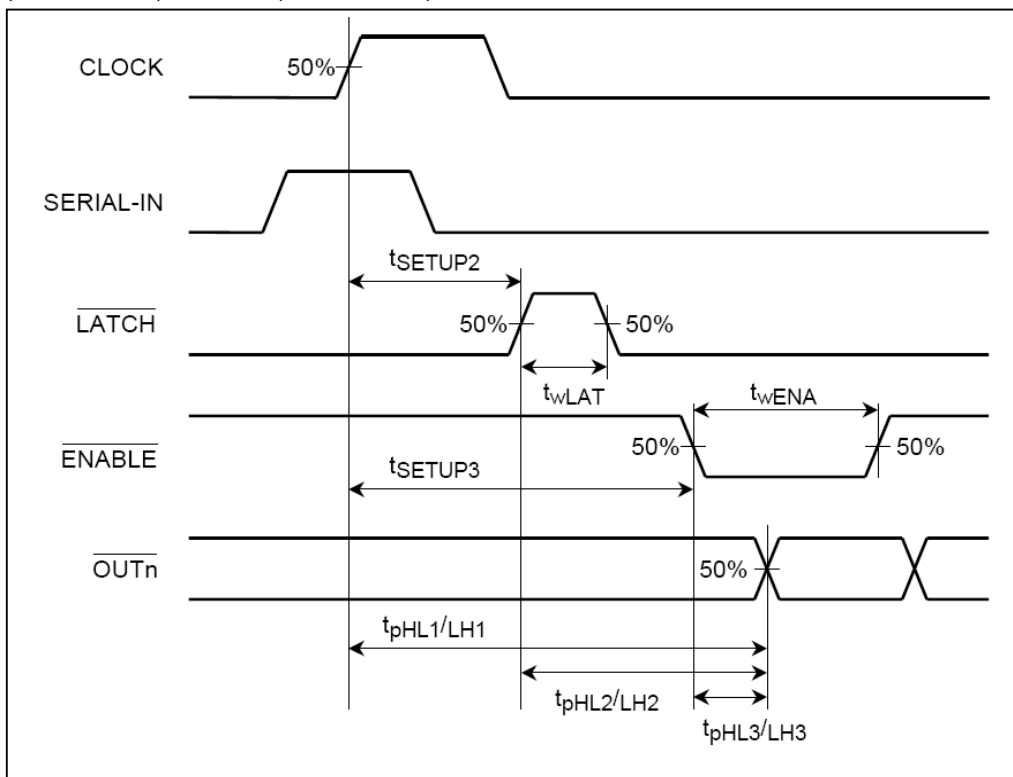 CLOCK
50%
SERIAL-IN
tSETUP2
LATCH
50%
50%
twLAT
twENA
ENABLE
50%
50%
tSETUP3
OUTn
50%
tpHL1/LH1
tpHL2/LH2
tpHL3/LH3